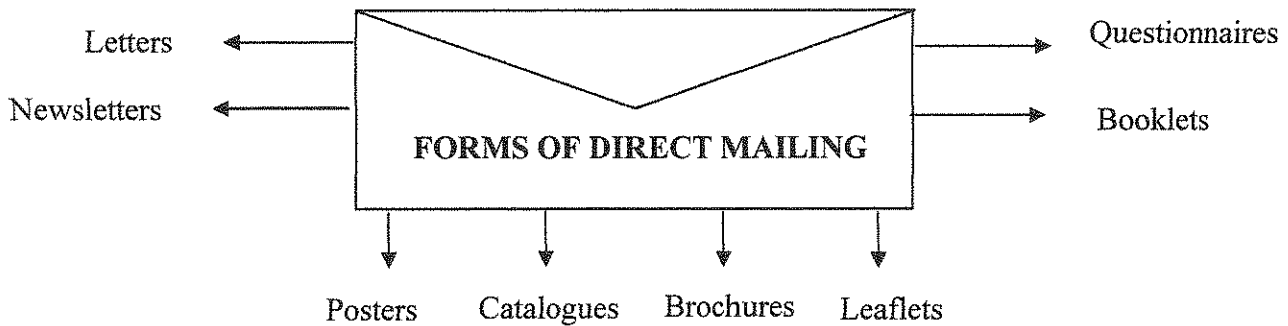 Letters
Questionnaires
Newsletters
Booklets
FORMS OF DIRECT MAILING
Posters Catalogues Brochures Leaflets